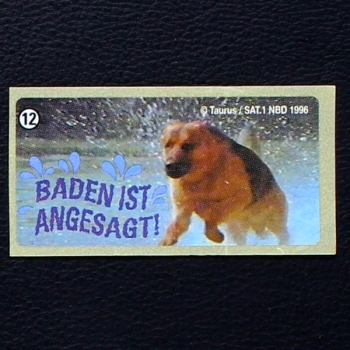 12
© Taurus / SAT.1 NBD 1996
BADEN IST
ANGESAGT!